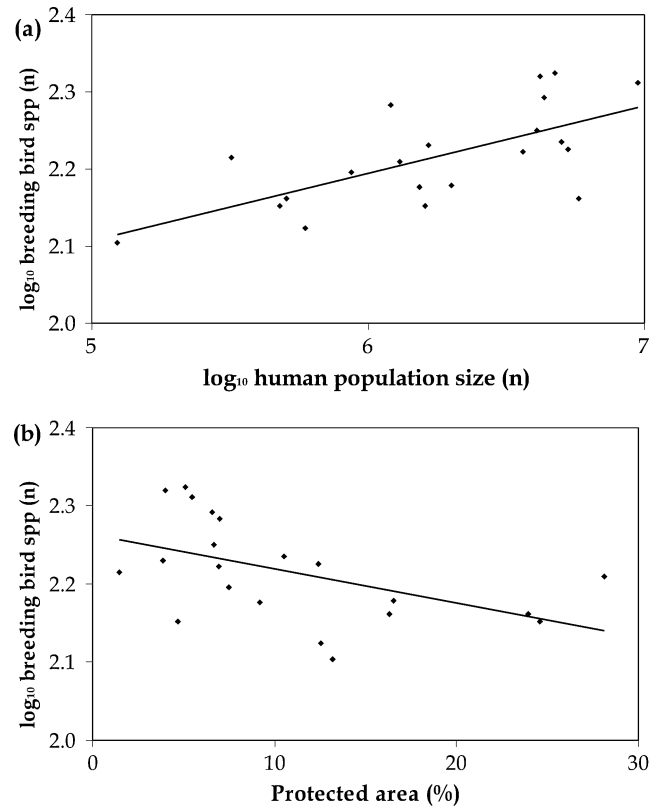 (a)
log₁₀ breeding bird spp (n)
2.4
2.3
2.2
2.1
2.0
5
6
7
log₁₀ human population size (n)
(b)
log₁₀ breeding bird spp (n)
2.4
2.3
2.2
2.1
2.0
0
10
20
30
Protected area (%)